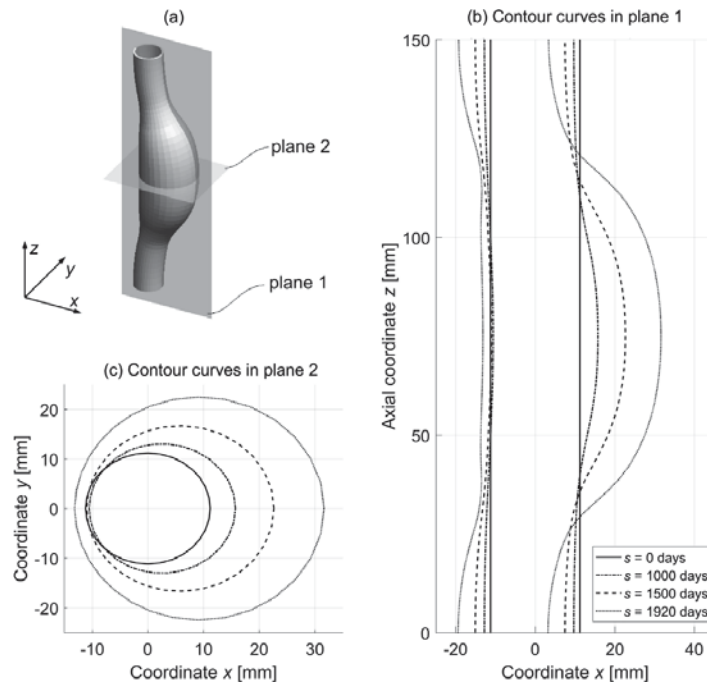 (a)
plane 2
plane 1
z
y
x
(b) Contour curves in plane 1
150
100
50
0
Axial coordinate z [mm]
-20
0
20
40
Coordinate x [mm]
s = 0 days
s = 1000 days
s = 1500 days
s = 1920 days
(c) Contour curves in plane 2
20
10
0
-10
-20
Coordinate y [mm]
-10
0
10
20
30
Coordinate x [mm]